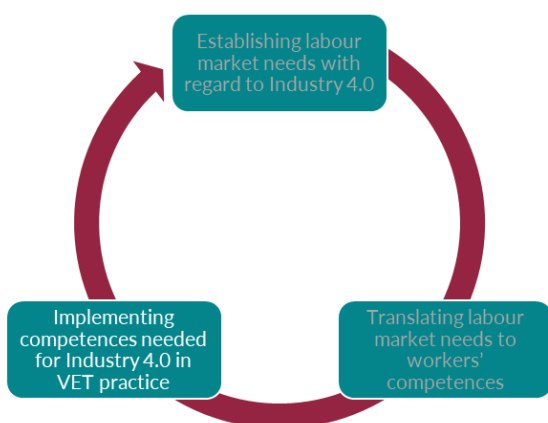 Establishing labour
market needs with
regard to Industry 4.0
Implementing
competences needed
for Industry 4.0 in
VET practice
Translating labour
market needs to
workers’
competences